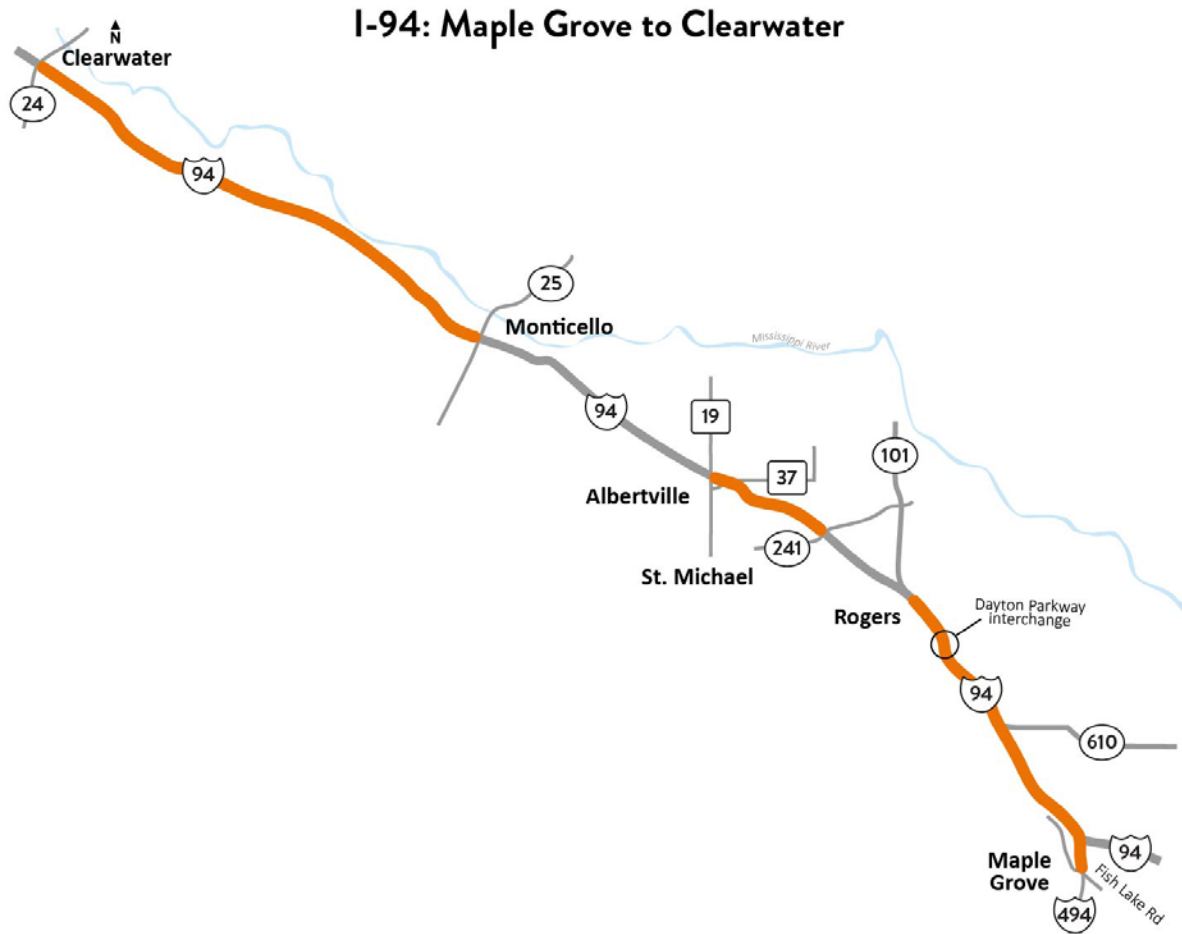 I-94: Maple Grove to Clearwater
N
Clearwater
24
94
25
Monticello
Mississippi River
94
19
101
37
Albertville
241
St. Michael
Dayton Parkway
interchange
Rogers
94
610
94
Maple
Grove
Fish Lake Rd
494